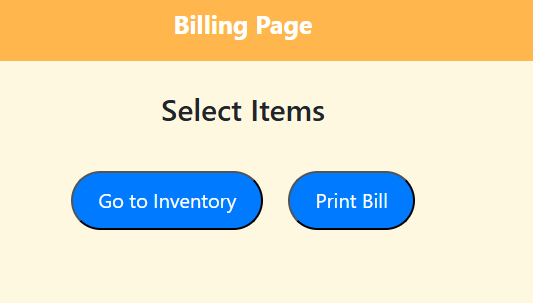 Billing Page
Select Items
Go to Inventory Print Bill